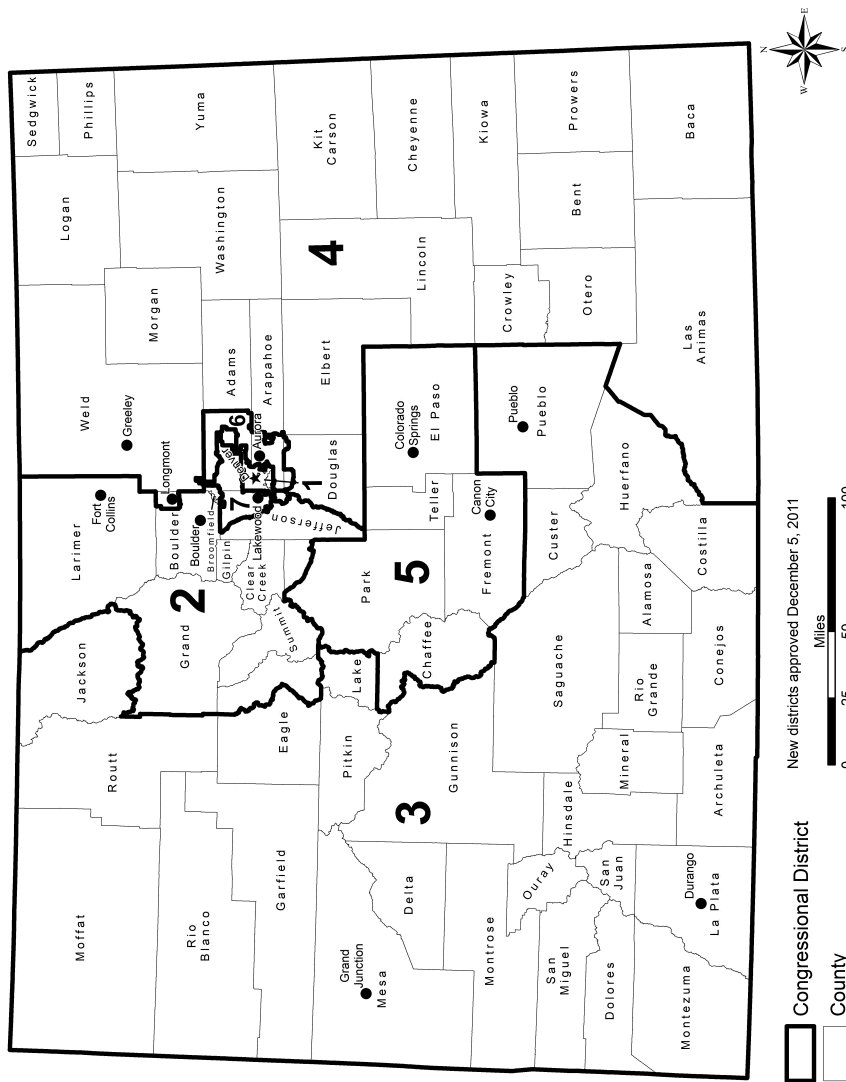 Sedgwick
Phillips
Logan
Yuma
Washington
Morgan
Weld
Greeley
Larimer
Fort
Collins
Longmont
Boulder
Boulder
Broomfield
Gilpin
Clear
Creek
Lakewood
Jefferson
Denver
Aurora
Adams
Arapahoe
Elbert
Douglas
Kit
Carson
Cheyenne
Kiowa
Prowers
Baca
Bent
Lincoln
Crowley
Otero
Las
Animas
4
6
1
7
2
5
3
Jackson
Grand
Summit
Routt
Eagle
Moffat
Rio
Blanco
Garfield
Pitkin
Lake
Park
Chaffee
Teller
Colorado
Springs
El Paso
Canon
City
Fremont
Pueblo
Pueblo
Custer
Huerfano
Costilla
Alamosa
Conejos
Rio
Grande
Saguache
Mineral
Archuleta
Hinsdale
Gunnison
Delta
Grand
Junction
Mesa
Montrose
Ouray
San
Miguel
San
Juan
Dolores
Montezuma
Durango
La Plata
N
E
S
W
New districts approved December 5, 2011
Miles
0
25
50
100
Congressional District
County